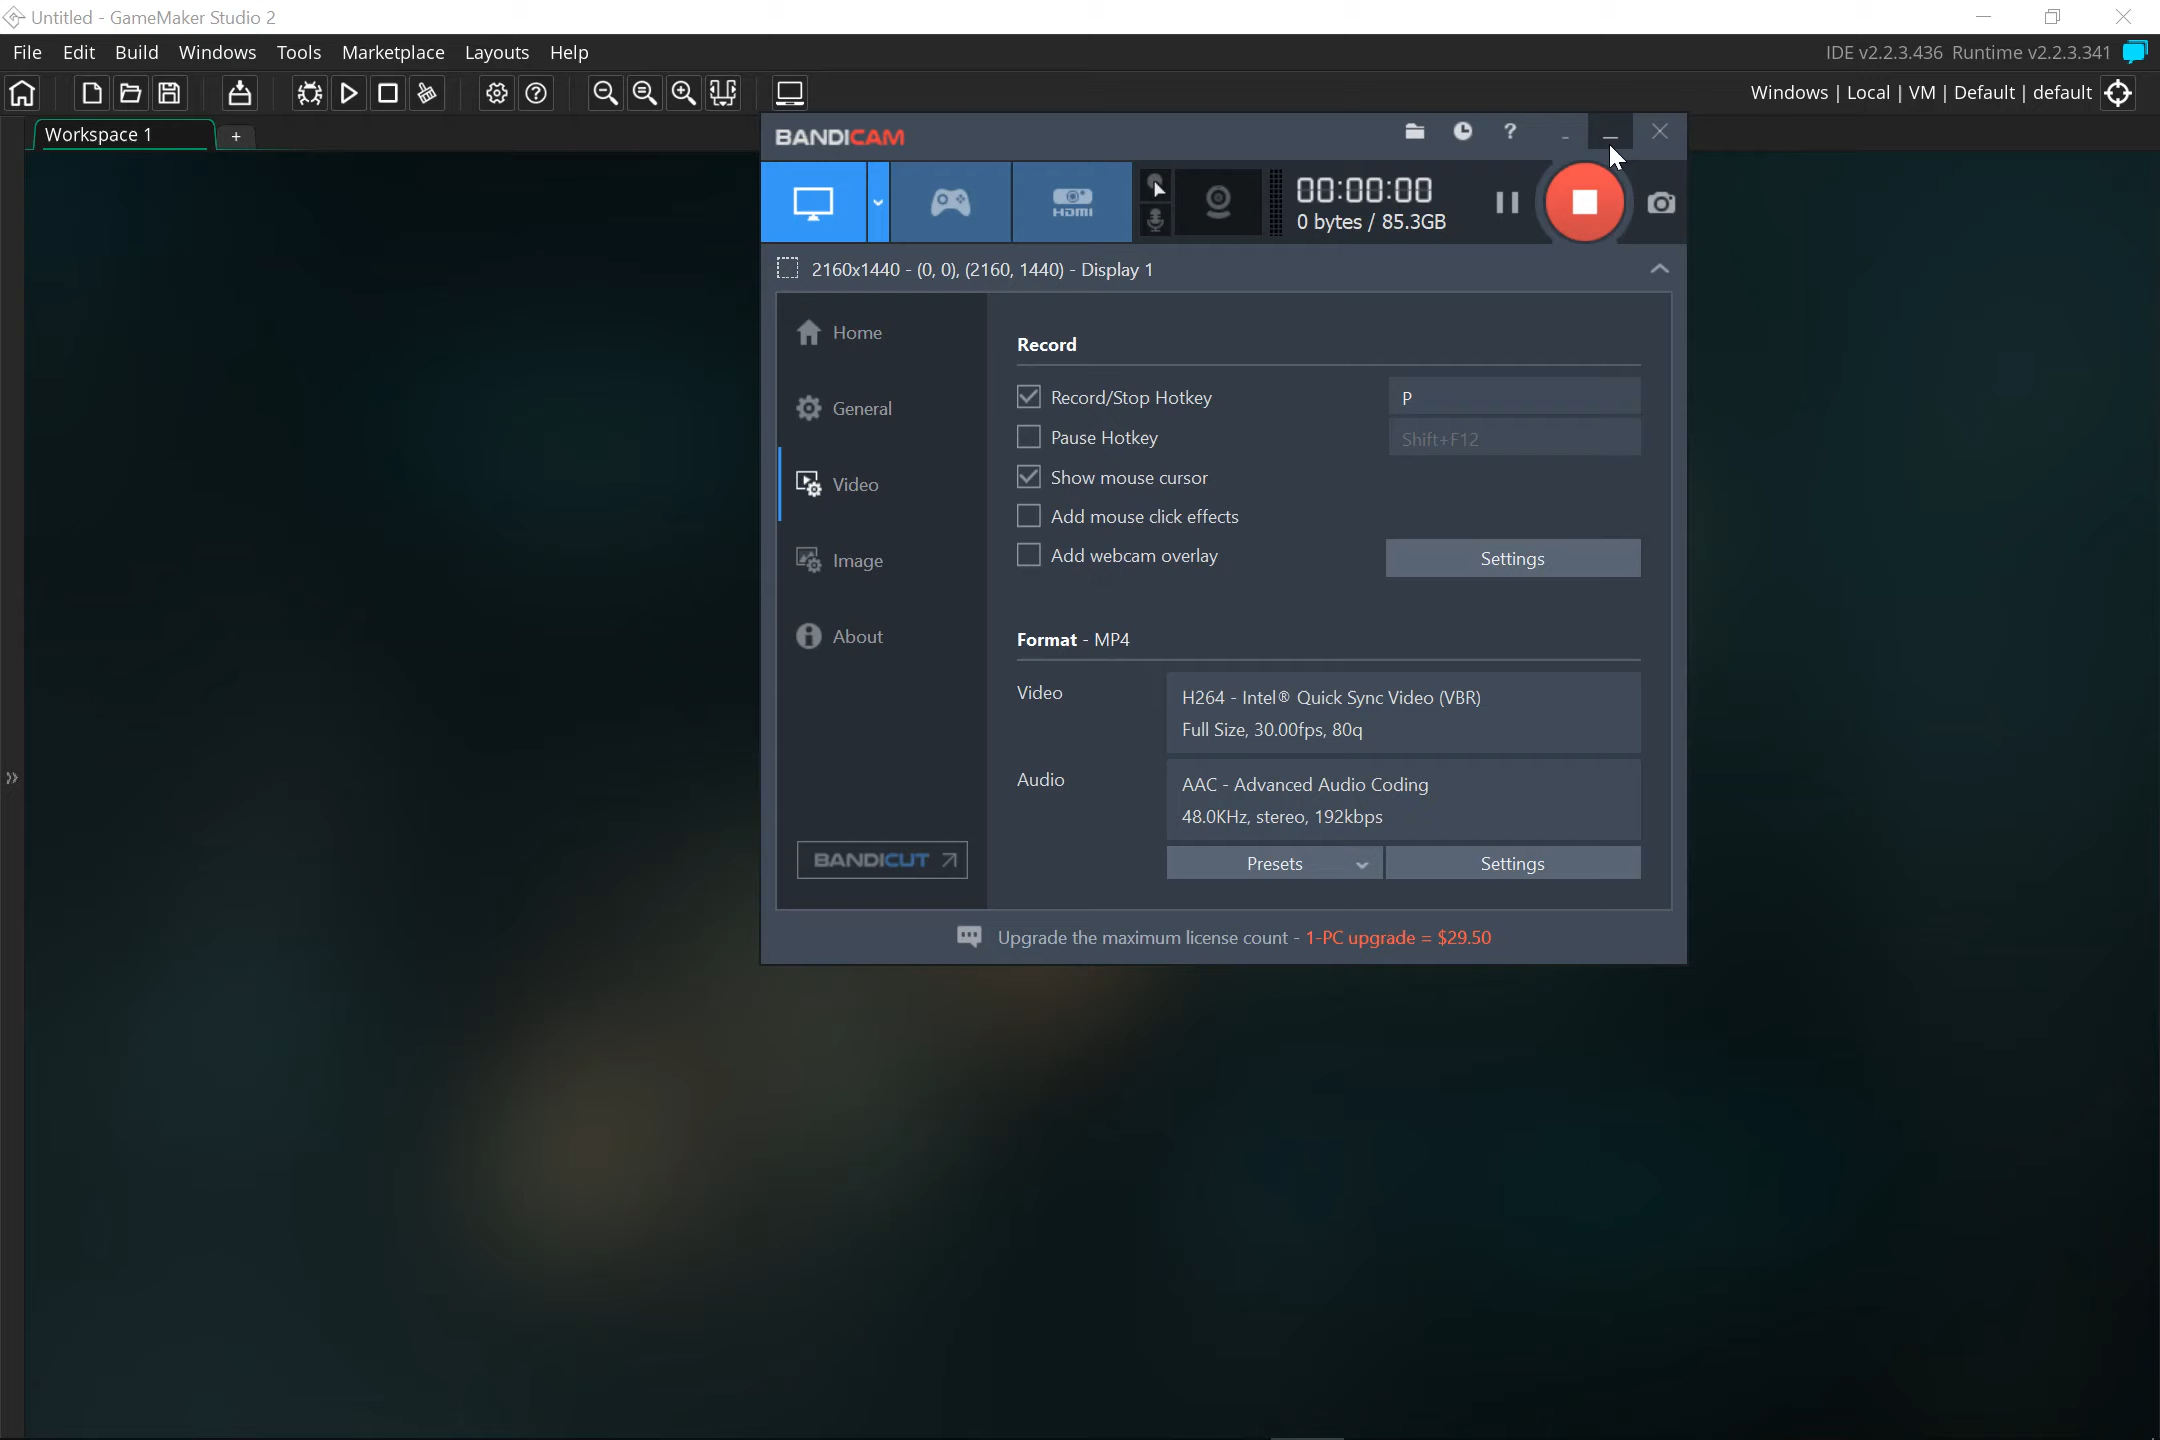 Untitled - GameMaker Studio 2
File Edit Build Windows Tools Marketplace Layouts Help
IDE v2.2.3.436 Runtime v2.2.3.341
Windows | Local | VM | Default | default
Workspace 1
+
BANDICAM
?
HDMI
00:00:00
0 bytes / 85.3GB
2160x1440 - (0, 0), (2160, 1440) - Display 1
Home
General
Video
Image
About
BANDICUT
Record
Record/Stop Hotkey
P
Pause Hotkey
Shift+F12
Show mouse cursor
Add mouse click effects
Add webcam overlay
Settings
Format - MP4
Video
H264 - Intel® Quick Sync Video (VBR)
Full Size, 30.00fps, 80q
Audio
AAC - Advanced Audio Coding
48.0KHz, stereo, 192kbps
Presets
Settings
Upgrade the maximum license count - 1-PC upgrade = $29.50